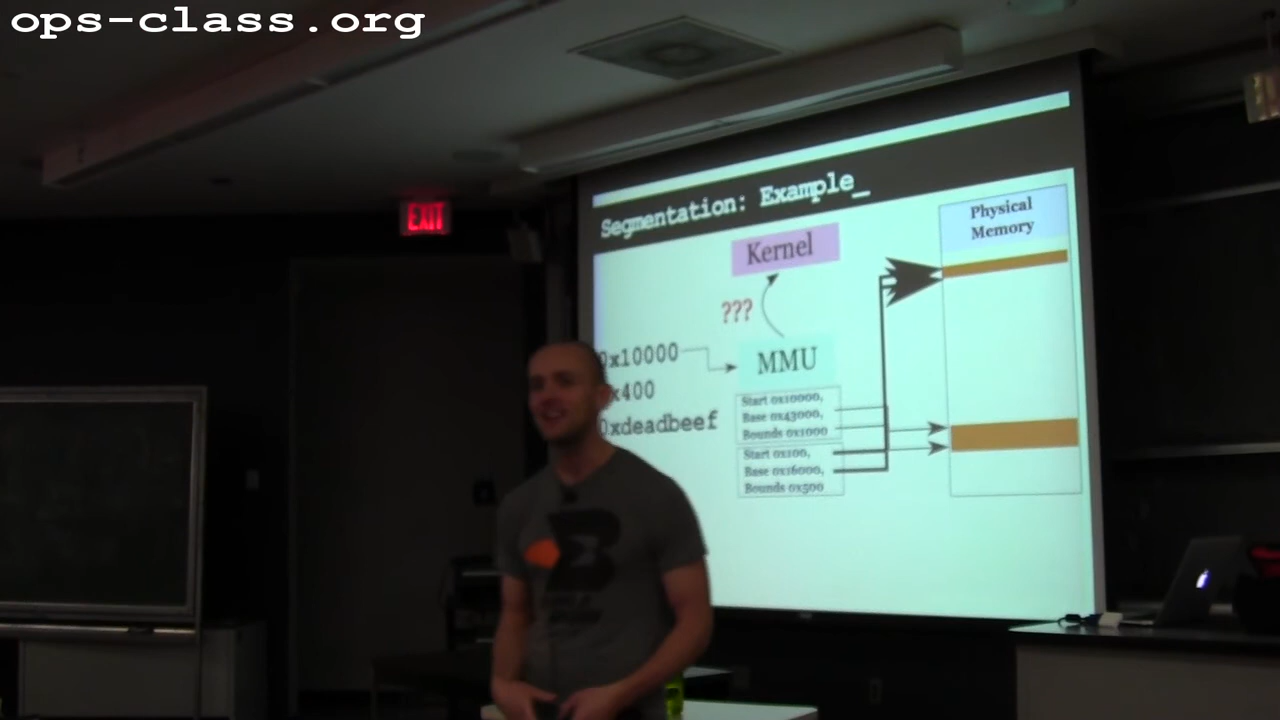 ops-class.org
EXIT
Segmentation: Example_
Physical
Memory
Kernel
???
0x10000
MMU
x400
0xdeadbeef
Start 0x10000,
Base 0x43000,
Bounds 0x1000
Start 0x100,
Base 0x16000,
Bounds 0x500